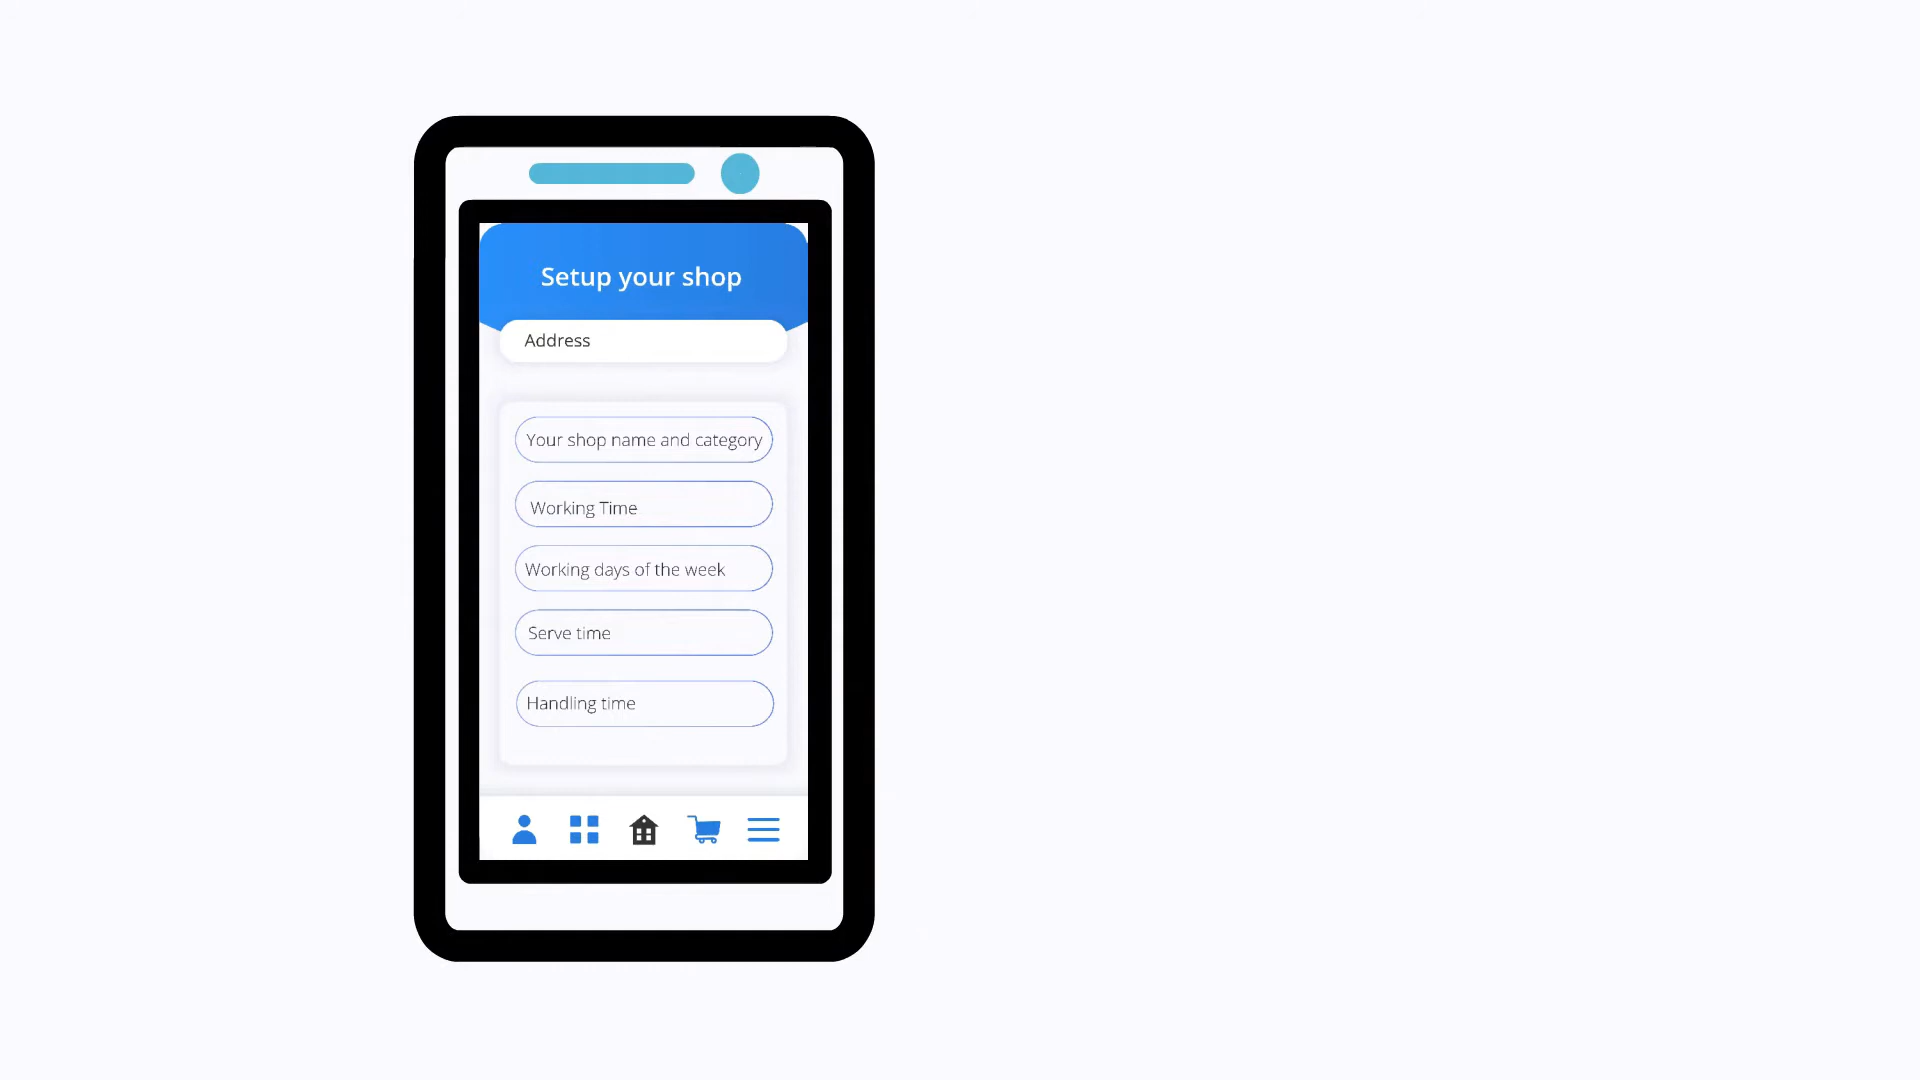 Setup your shop
Address
Your shop name and category
Working Time
Working days of the week
Serve time
Handling time